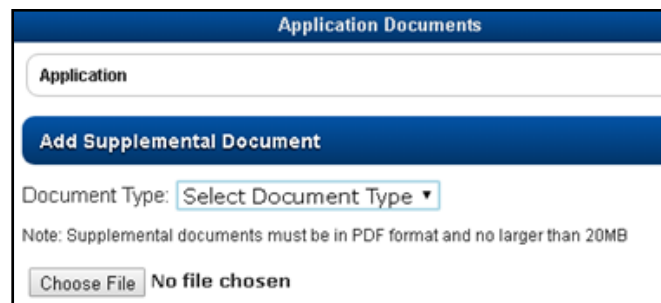 Application Documents
Application
Add Supplemental Document
Document Type: Select Document Type
Note: Supplemental documents must be in PDF format and no larger than 20MB
Choose File No file chosen